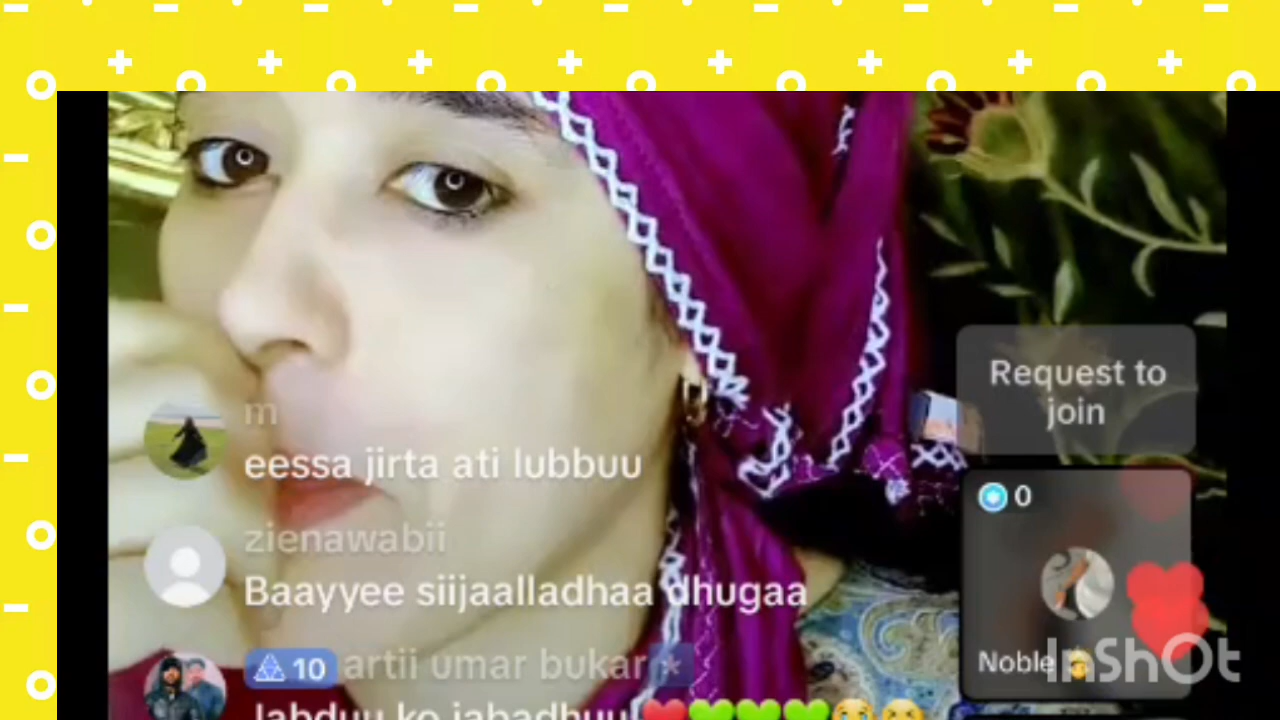 m
eessa jirta ati lubbuu
zienawabii
Baayyee siijaalladhaa dhugaa
10 artii umar bukar
Request to
join
0
Noble
InShOt